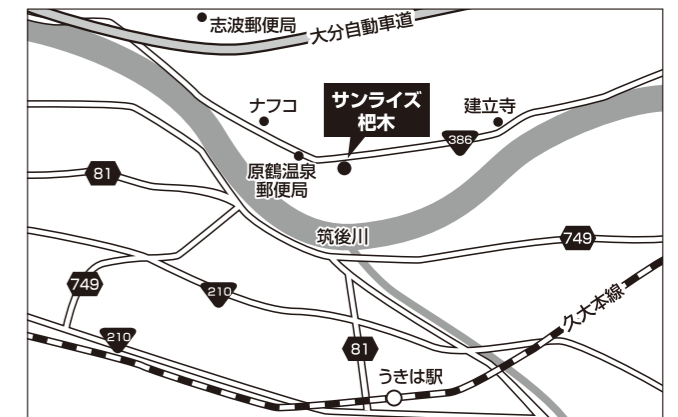 志波郵便局
大分自動車道
ナフコ
サンライズ
杷木
建立寺
386
原鶴温泉
郵便局
81
筑後川
749
749
210
久大本線
210
81
うきは駅